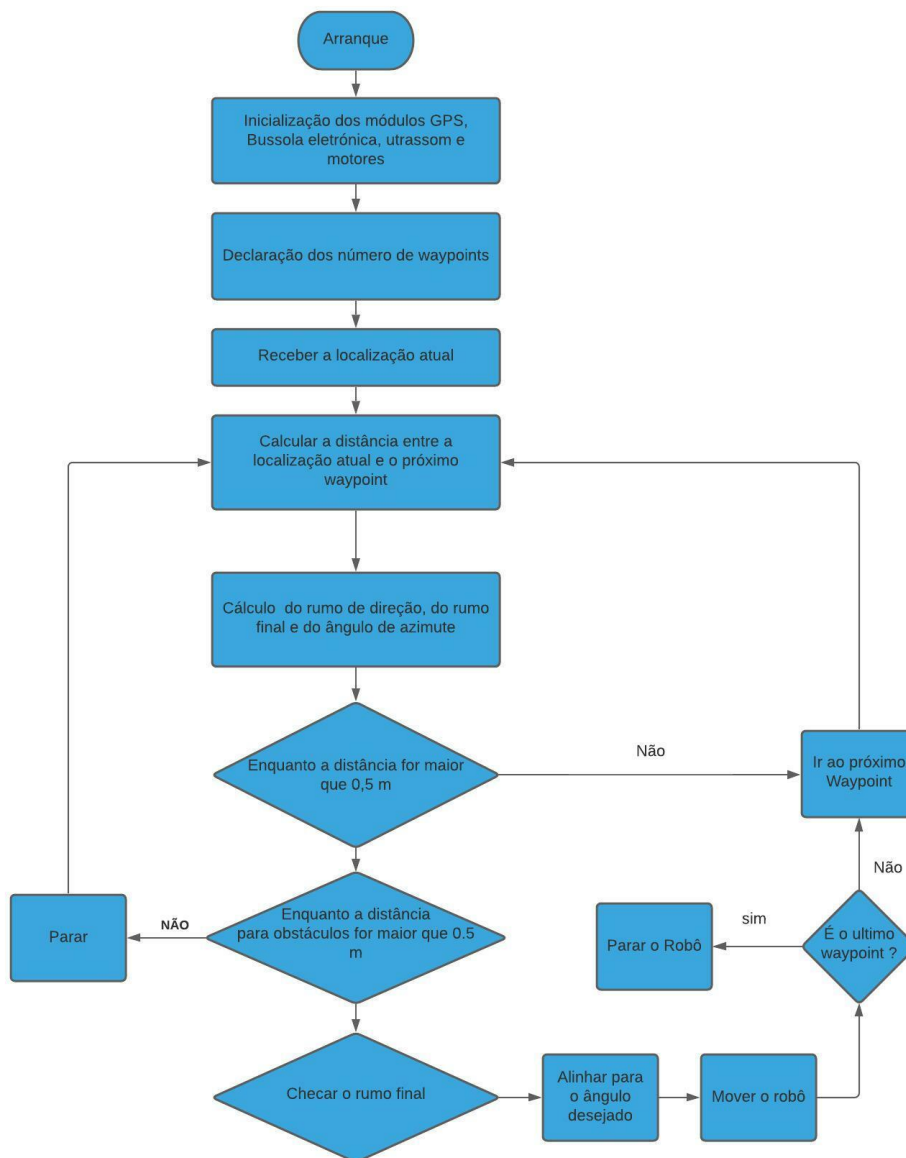 Arranque
Inicialização dos módulos GPS,
Bussola eletrónica, utrassom e
motores
Declaração dos número de waypoints
Receber a localização atual
Calcular a distância entre a
localização atual e o próximo
waypoint
Cálculo do rumo de direção, do rumo
final e do ângulo de azimute
Enquanto a distância for maior
que 0,5 m
Não
Ir ao próximo
Waypoint
Não
Enquanto a distância
para obstáculos for maior que 0.5
m
NÃO
Parar
sim
Parar o Robô
É o ultimo
waypoint ?
Checar o rumo final
Alinhar para
o ângulo
desejado
Mover o robô